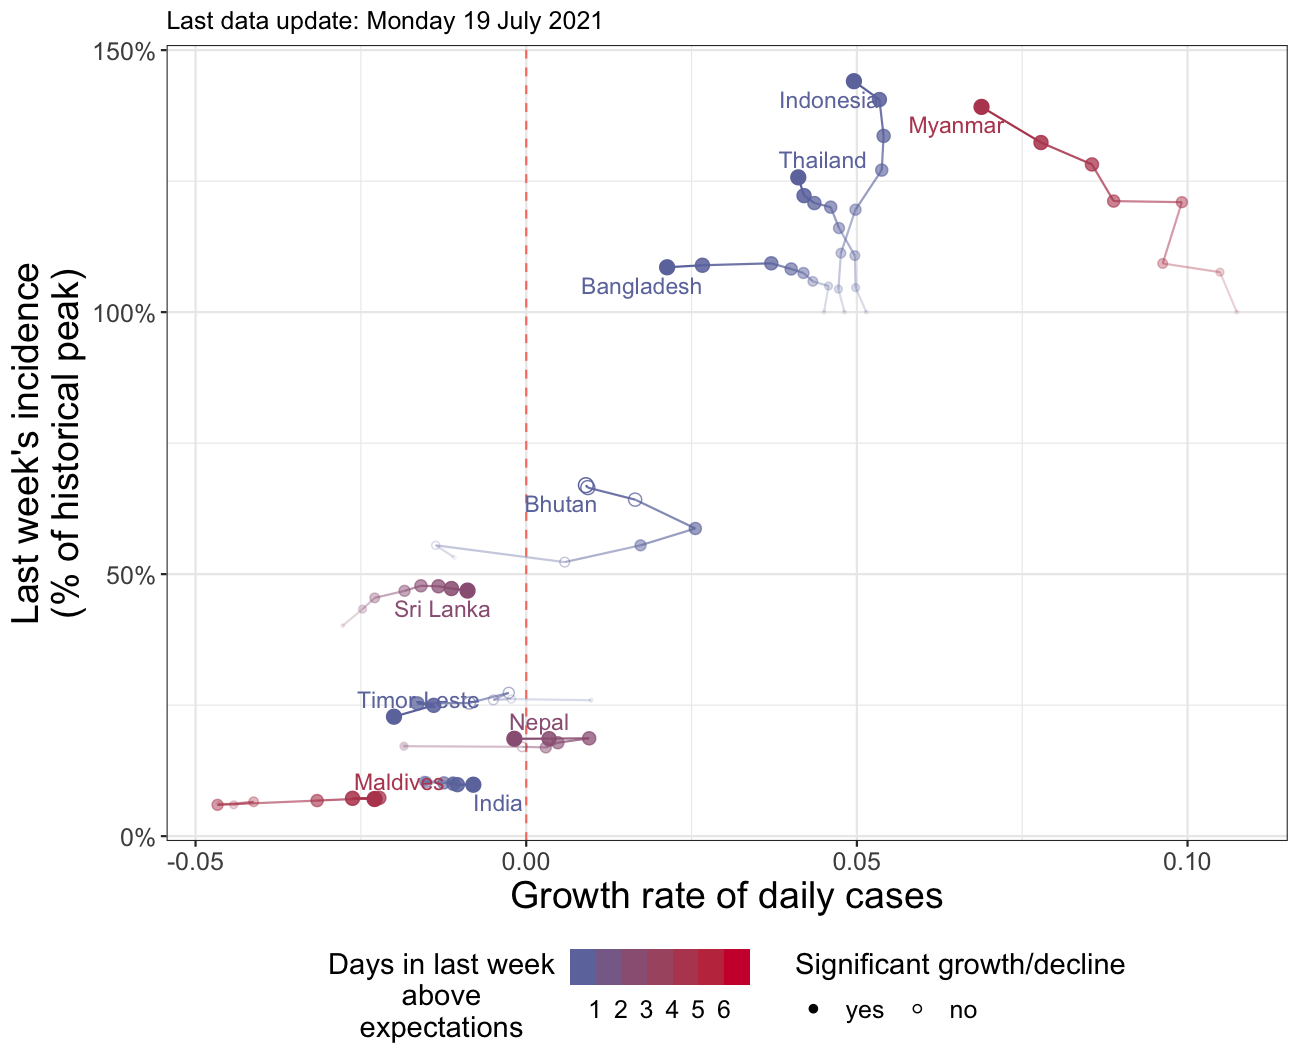 Last data update: Monday 19 July 2021
150%
100%
50%
0%
Last week's incidence
(% of historical peak)
Indonesia
Myanmar
Thailand
Bangladesh
Bhutan
Sri Lanka
Timor Leste
Nepal
Maldives
India
-0.05
0.00
0.05
0.10
Growth rate of daily cases
Days in last week
above
expectations
1 2 3 4 5 6
Significant growth/decline
yes no